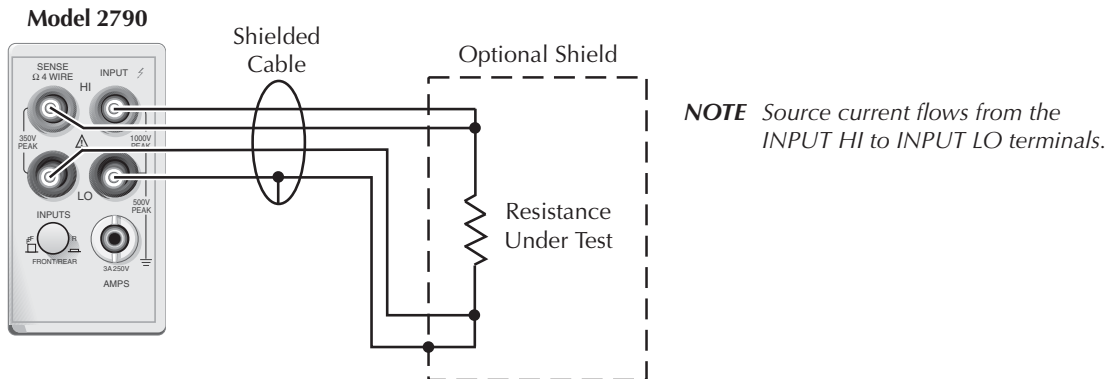 Model 2790
Shielded
Cable
Optional Shield
SENSE
Ω 4 WIRE
INPUT
HI
350V
PEAK
1000V
PEAK
LO
500V
PEAK
INPUTS
F
R
FRONT/REAR
3A 250V
AMPS
Resistance
Under Test
NOTE Source current flows from the
INPUT HI to INPUT LO terminals.